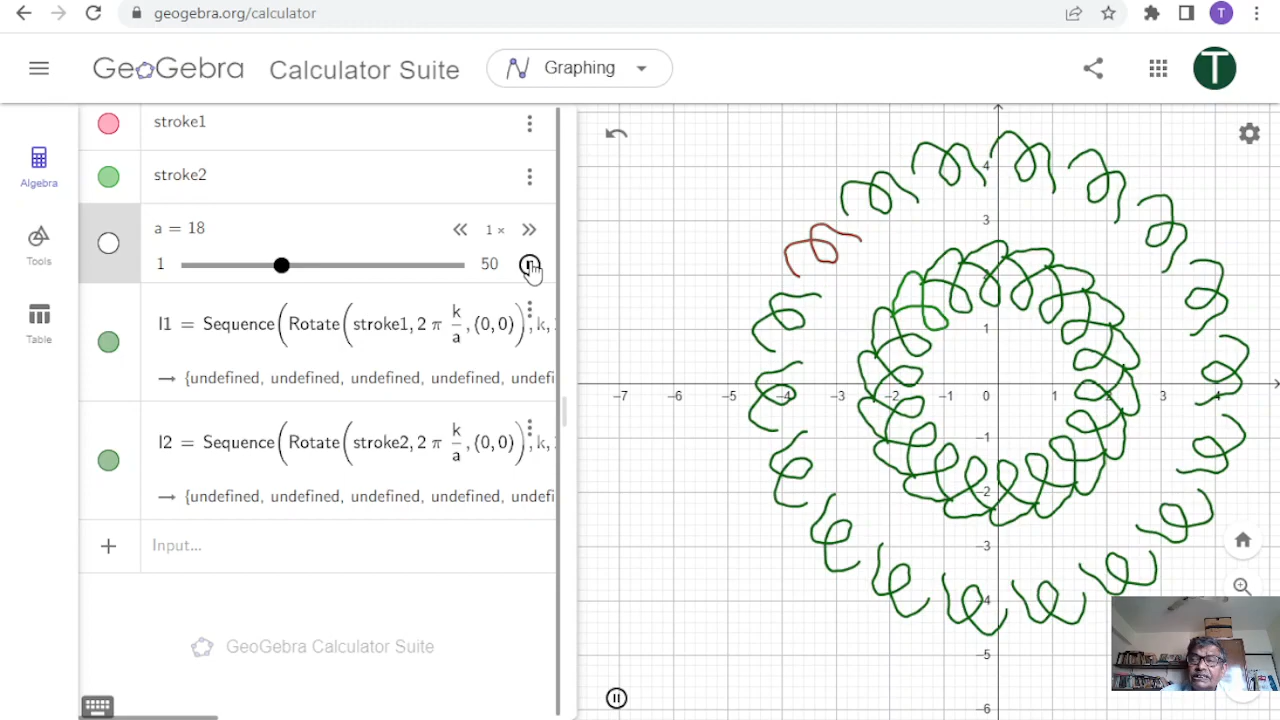 geogebra.org/calculator
T
GeoGebra Calculator Suite
Graphing
T
Algebra
Tools
Table
stroke1
stroke2
a = 18
1 ×
1
50
l1 = Sequence(Rotate(stroke1, 2 π k/a, (0, 0)), k,
→ {undefined, undefined, undefined, undefined, undefi
l2 = Sequence(Rotate(stroke2, 2 π k/a, (0, 0)), k,
→ {undefined, undefined, undefined, undefined, undefi
+ Input...
GeoGebra Calculator Suite
4
3
2
1
−7 −6 −5 −4 −3 −2 −1 0 1 2 3 4
−1
−2
−3
−4
−5
−6